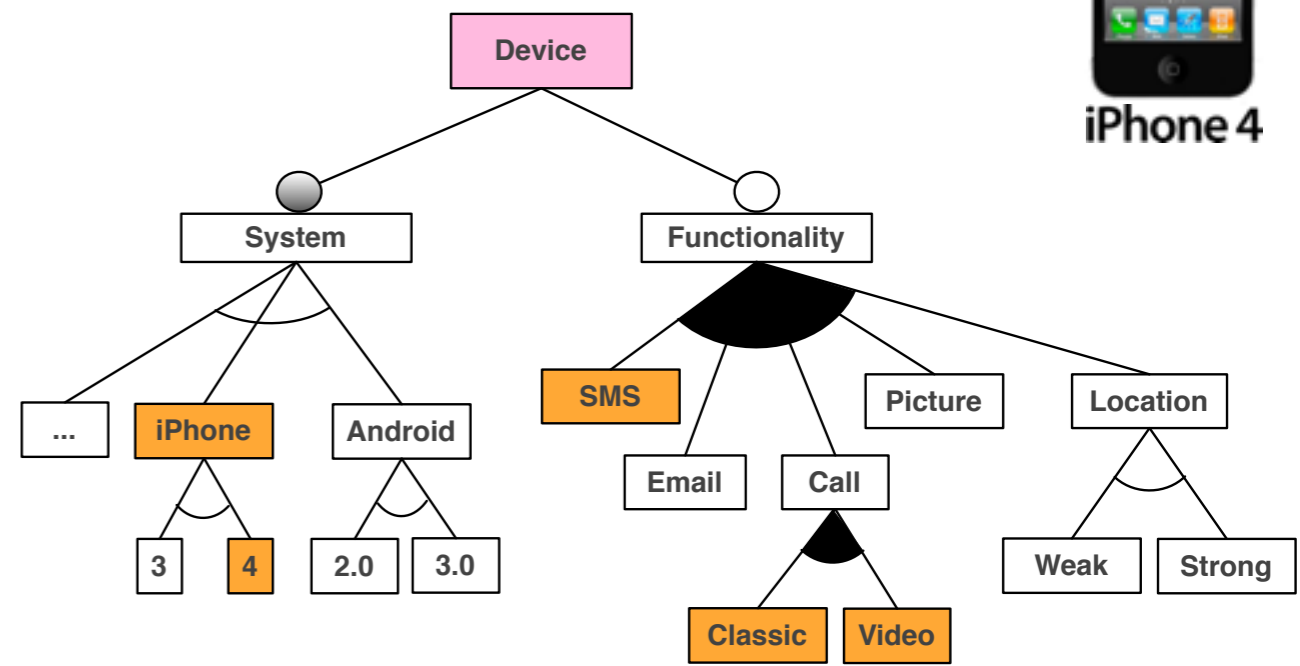 Device
iPhone 4
System
Functionality
...
iPhone
Android
SMS
Picture
Location
Email
Call
3
4
2.0
3.0
Weak
Strong
Classic
Video